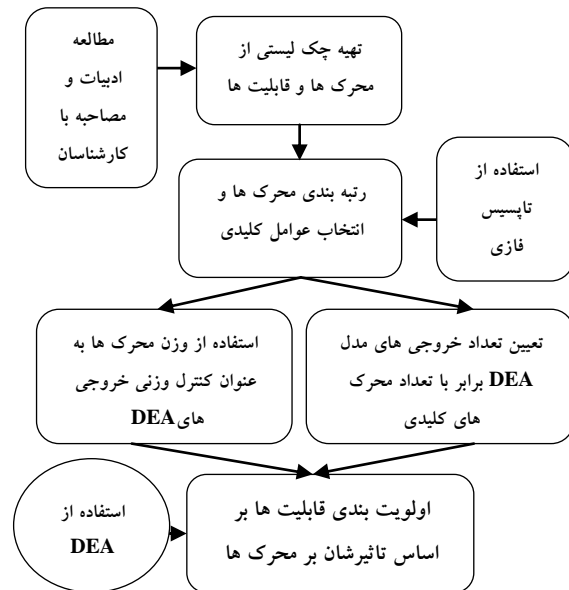 مطالعه
ادبیات و
مصاحبه با
کارشناسان
تهیه چک لیستی از
محرک ها و قابلیت ها
رتبه بندی محرک ها و
انتخاب عوامل کلیدی
استفاده از
تاپسیس
فازی
تعیین تعداد خروجی های مدل
DEA برابر با تعداد محرک
های کلیدی
استفاده از وزن محرک ها به
عنوان کنترل وزنی خروجی
های DEA
اولویت بندی قابلیت ها بر
اساس تاثیرشان بر محرک ها
استفاده از
DEA